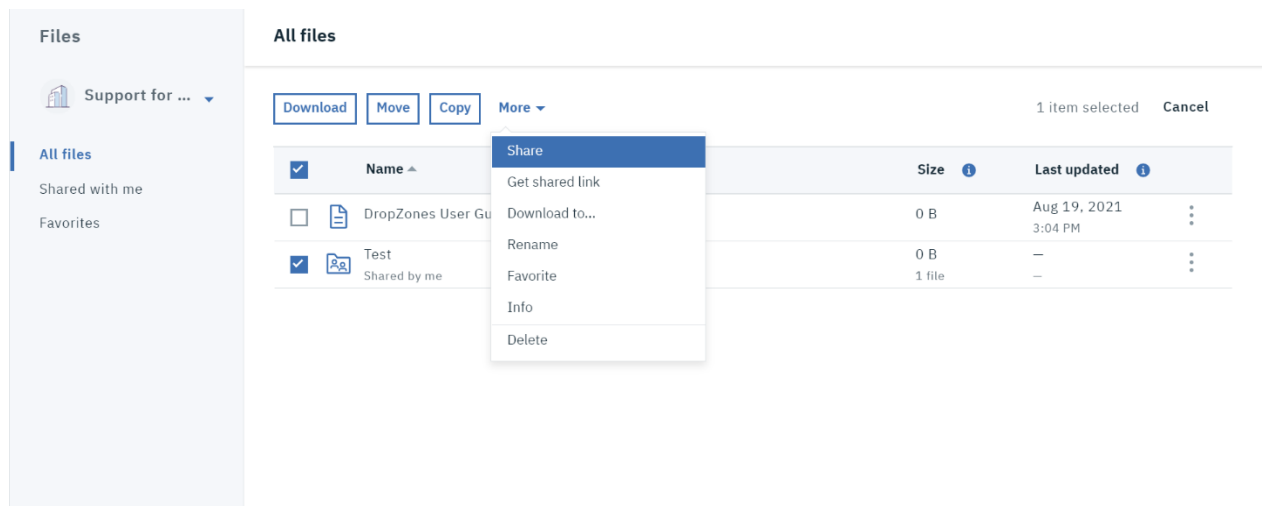 Files
All files
Support for ...
Download Move Copy More 1 item selected Cancel
All files
Shared with me
Favorites
Share
Get shared link
Download to...
Rename
Favorite
Info
Delete
Name Size Last updated
DropZones User Gu 0 B Aug 19, 2021
3:04 PM
Test 0 B —
Shared by me 1 file —